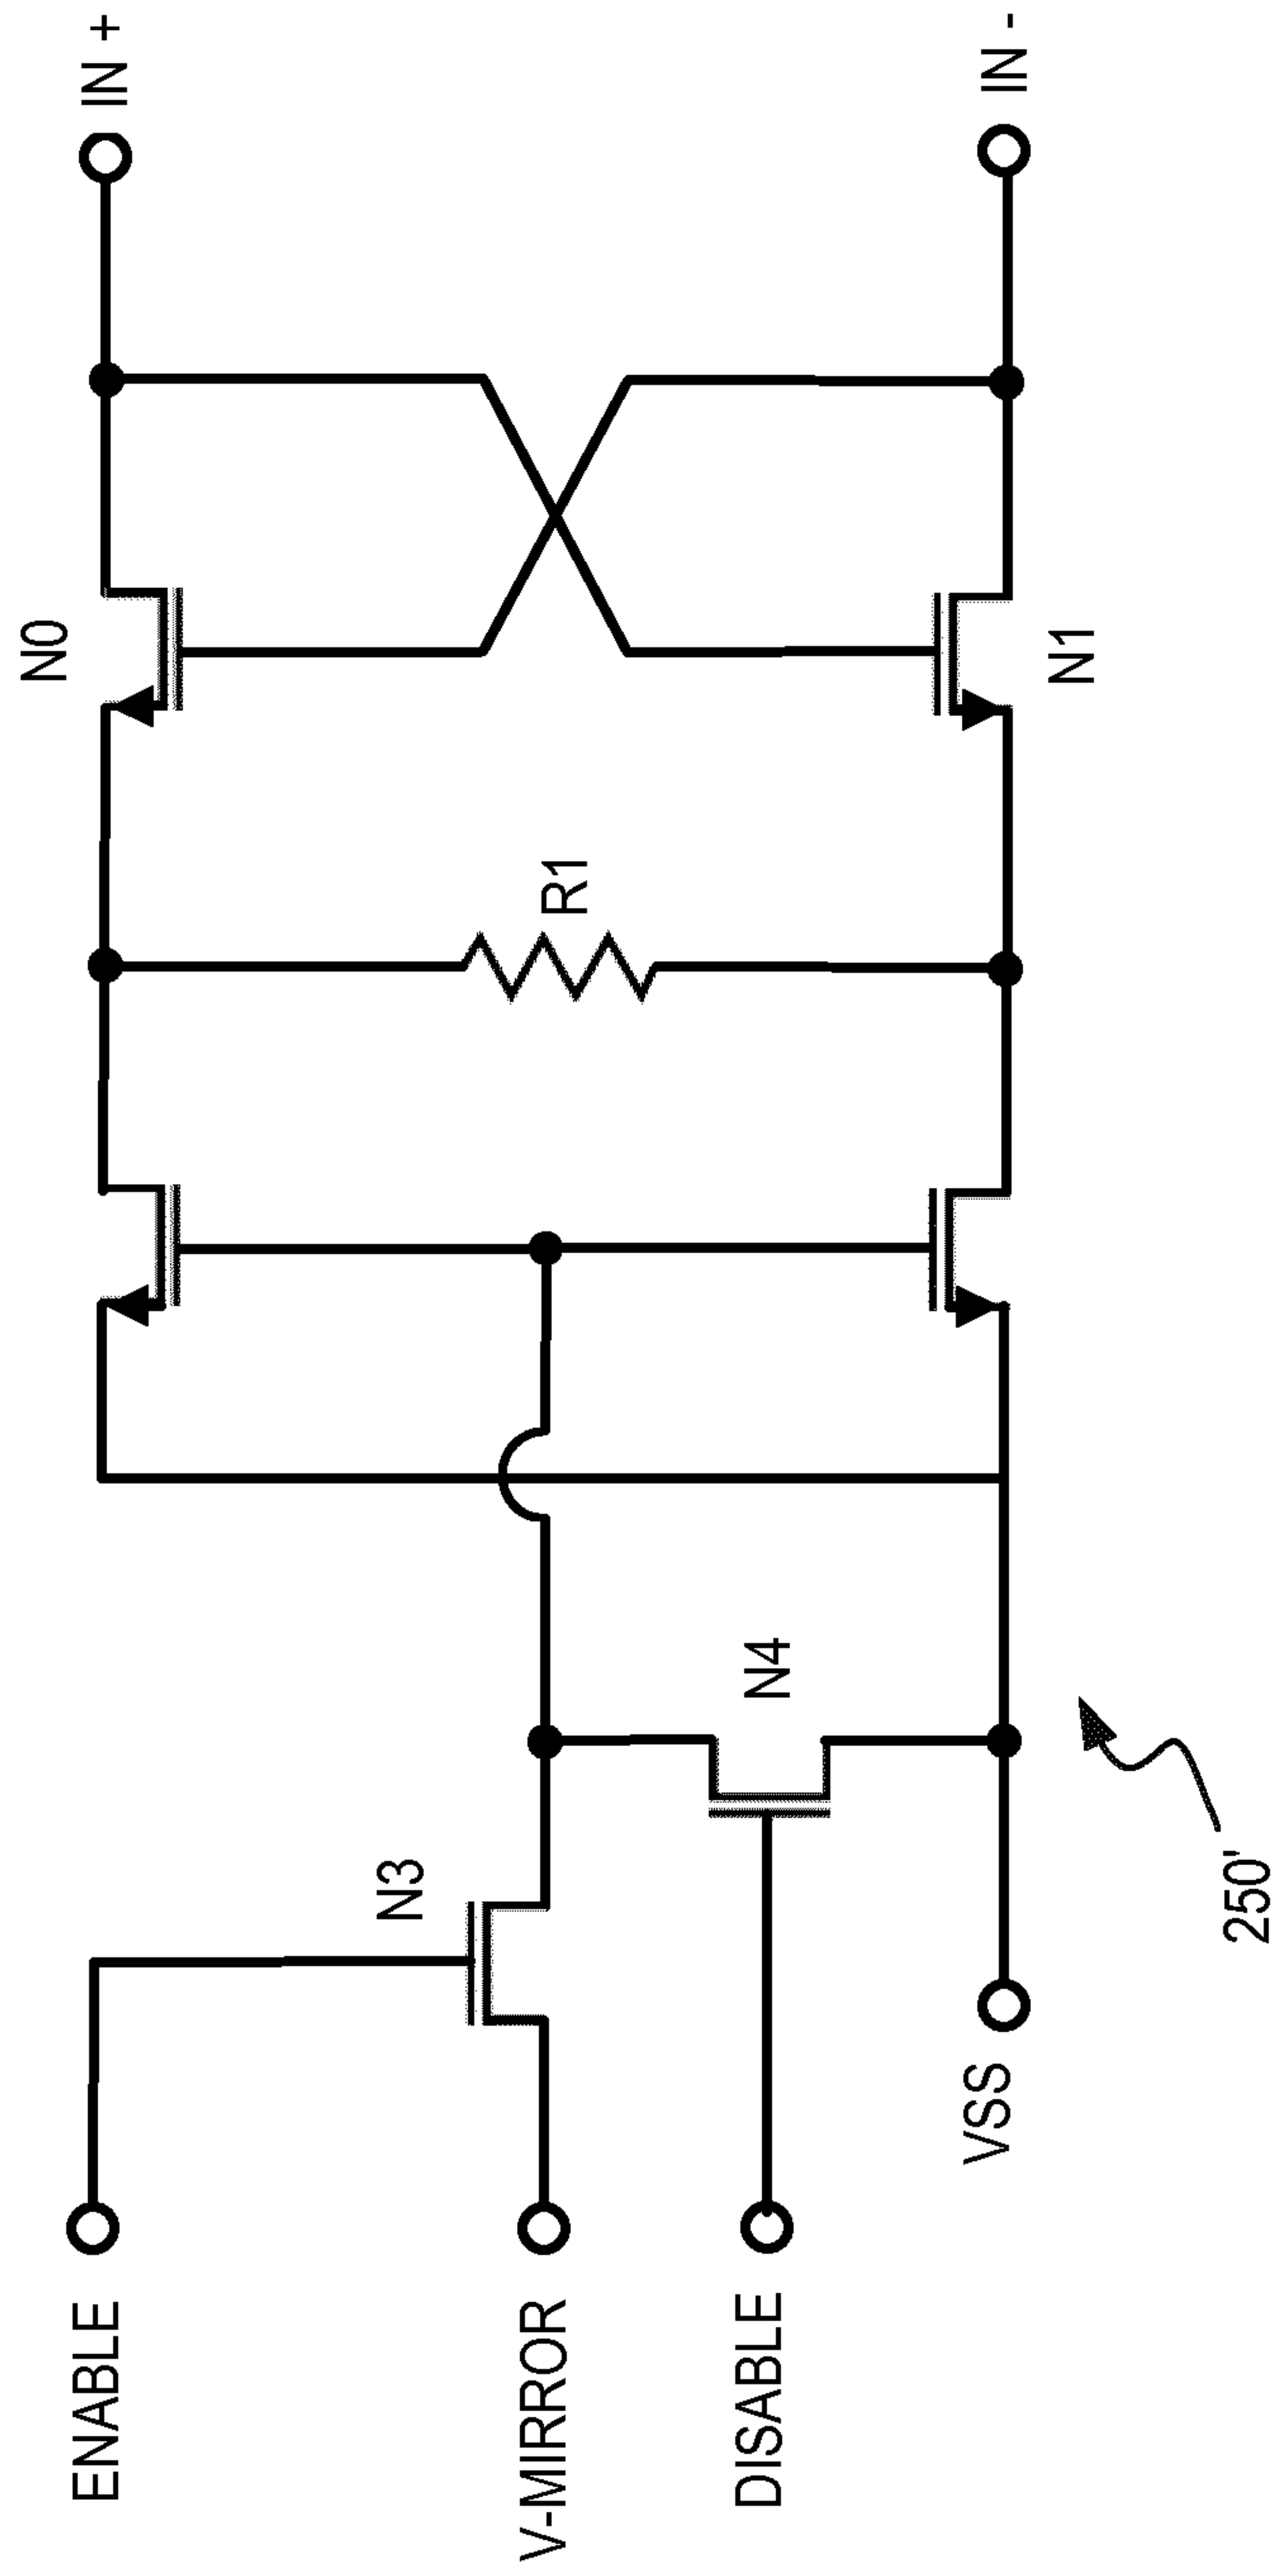 IN +
IN -
N0
N1
R1
N4
N3
250'
VSS
ENABLE
V-MIRROR
DISABLE